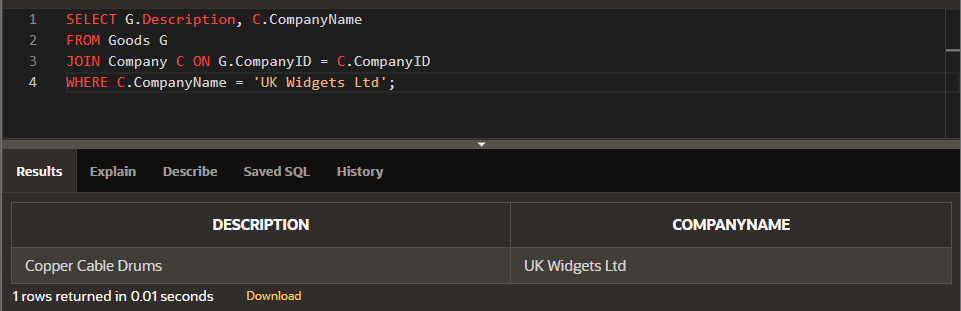 1 SELECT G.Description, C.CompanyName
2 FROM Goods G
3 JOIN Company C ON G.CompanyID = C.CompanyID
4 WHERE C.CompanyName = 'UK Widgets Ltd';
Results Explain Describe Saved SQL History
DESCRIPTION COMPANYNAME
Copper Cable Drums UK Widgets Ltd
1 rows returned in 0.01 seconds Download